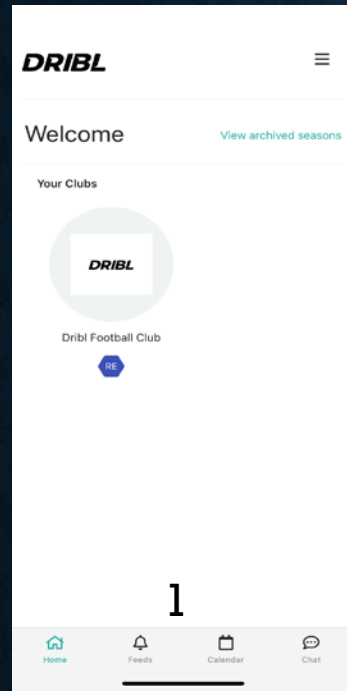 DRIBL
Welcome View archived seasons
Your Clubs
DRIBL
Dribl Football Club
RE
1
Home Feeds Calendar Chat